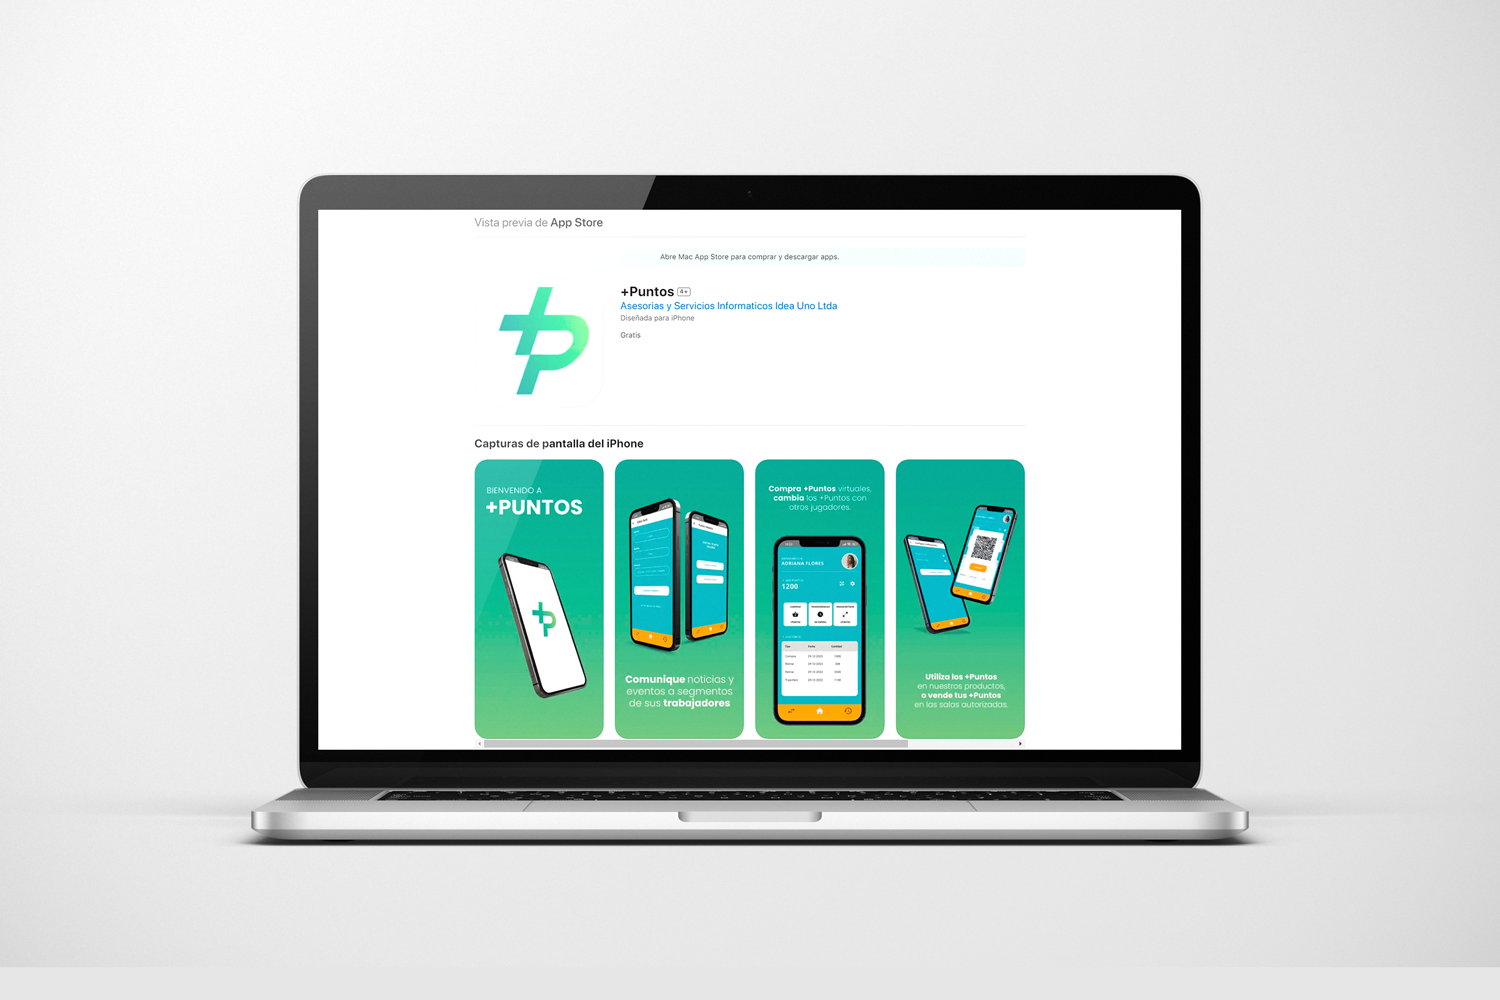 Vista previa de App Store
Abre Mac App Store para comprar y descargar apps.
+Puntos 4+
Asesorias y Servicios Informaticos Idea Uno Ltda
Diseñada para iPhone
Gratis
Capturas de pantalla del iPhone
BIENVENIDO A
+PUNTOS
Comunique noticias y
eventos a segmentos
de sus trabajadores
Compra +Puntos virtuales,
cambia los +Puntos con
otros jugadores.
ADRIANA FLORES
1200
Utiliza los +Puntos
en nuestros productos,
o vende tus +Puntos
en las salas autorizadas.